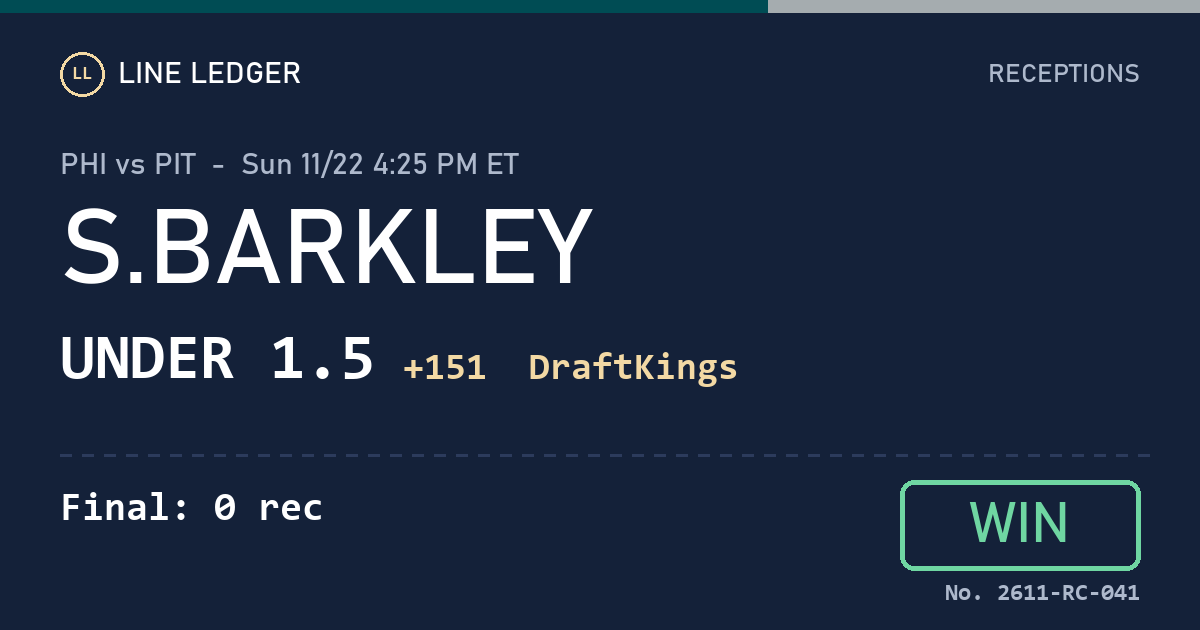 LL LINE LEDGER
RECEPTIONS
PHI vs PIT - Sun 11/22 4:25 PM ET
S.BARKLEY
UNDER 1.5 +151 DraftKings
Final: 0 rec
WIN
No. 2611-RC-041